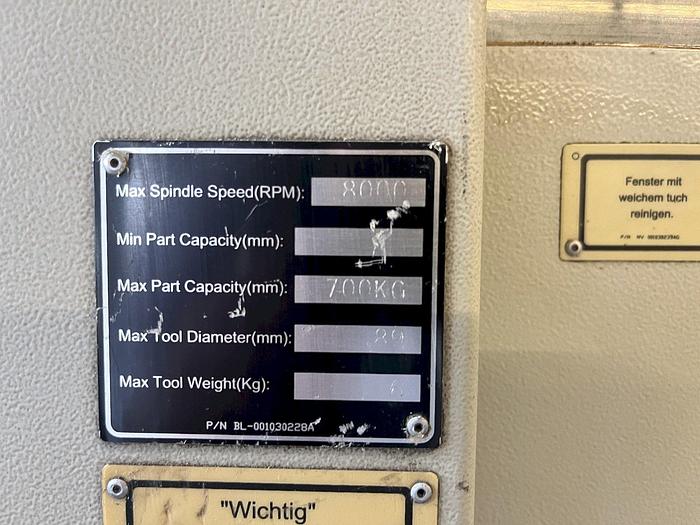 Max Spindle Speed(RPM): 8000
Min Part Capacity(mm):
Max Part Capacity(mm): 700KG
Max Tool Diameter(mm): 89
Max Tool Weight(Kg):
P/N BL-001030228A
"Wichtig"
Fenster mit
weichem tuch
reinigen.